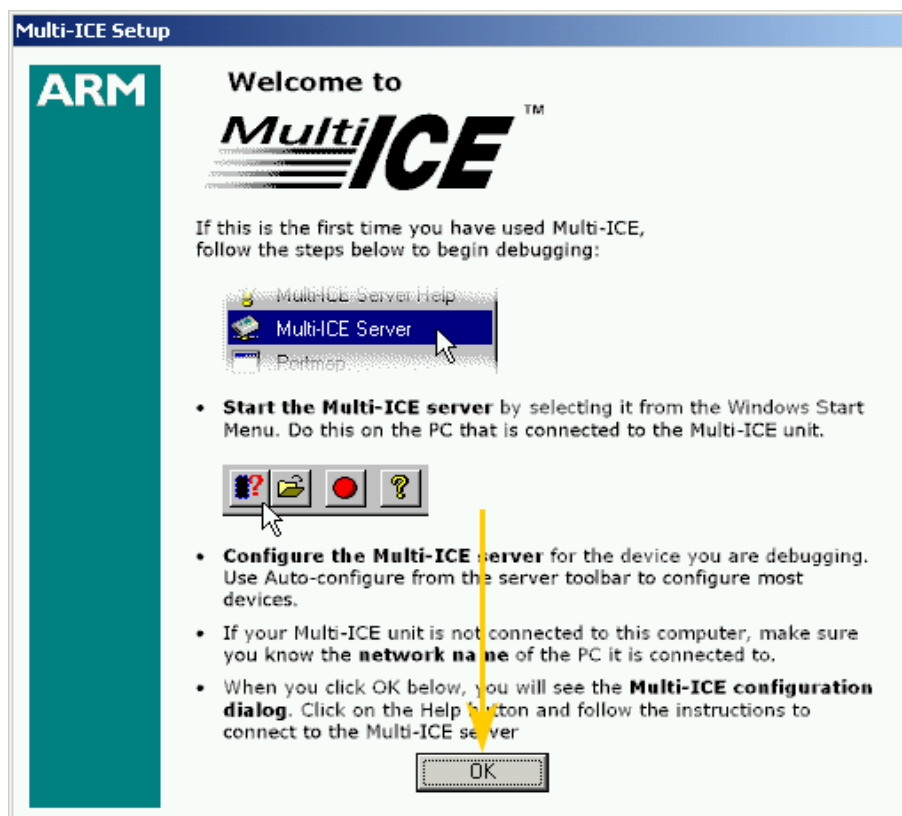 Multi-ICE Setup
ARM
Welcome to
Multi ICE ™
If this is the first time you have used Multi-ICE,
follow the steps below to begin debugging:
Multi-ICE Server Help
Multi-ICE Server
Portmap
• Start the Multi-ICE server by selecting it from the Windows Start
Menu. Do this on the PC that is connected to the Multi-ICE unit.
• Configure the Multi-ICE server for the device you are debugging.
Use Auto-configure from the server toolbar to configure most
devices.
• If your Multi-ICE unit is not connected to this computer, make sure
you know the network name of the PC it is connected to.
• When you click OK below, you will see the Multi-ICE configuration
dialog. Click on the Help button and follow the instructions to
connect to the Multi-ICE server
OK